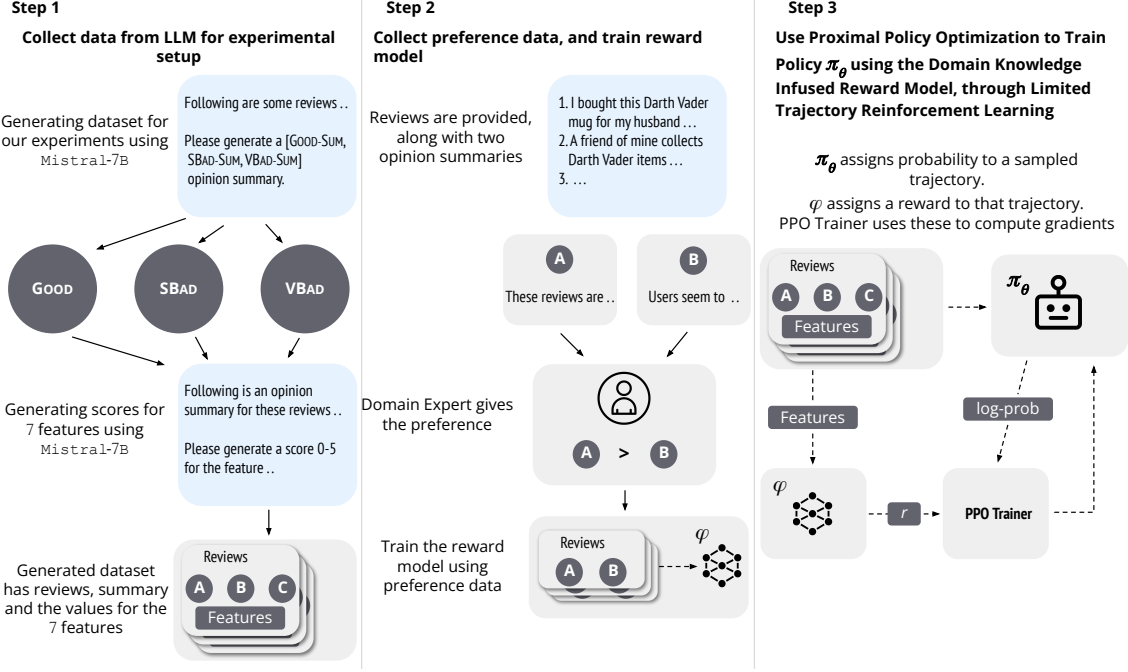 Step 1
Collect data from LLM for experimental
setup
Generating dataset for
our experiments using
Mistral-7B
Following are some reviews ..
Please generate a [GOOD-SUM,
SBAD-SUM, VBAD-SUM]
opinion summary.
GOOD
SBAD
VBAD
Generating scores for
7 features using
Mistral-7B
Following is an opinion
summary for these reviews ..
Please generate a score 0-5
for the feature ..
Generated dataset
has reviews, summary
and the values for the
7 features
Reviews
A B C
Features
Step 2
Collect preference data, and train reward
model
Reviews are provided,
along with two
opinion summaries
1. I bought this Darth Vader
mug for my husband ...
2. A friend of mine collects
Darth Vader items ...
3. ...
A
These reviews are ..
B
Users seem to ..
Domain Expert gives
the preference
A > B
Train the reward
model using
preference data
Reviews
A B
φ
Step 3
Use Proximal Policy Optimization to Train
Policy π_θ using the Domain Knowledge
Infused Reward Model, through Limited
Trajectory Reinforcement Learning
π_θ assigns probability to a sampled
trajectory.
φ assigns a reward to that trajectory.
PPO Trainer uses these to compute gradients
Reviews
A B C
Features
π_θ
Features
log-prob
φ
r
PPO Trainer